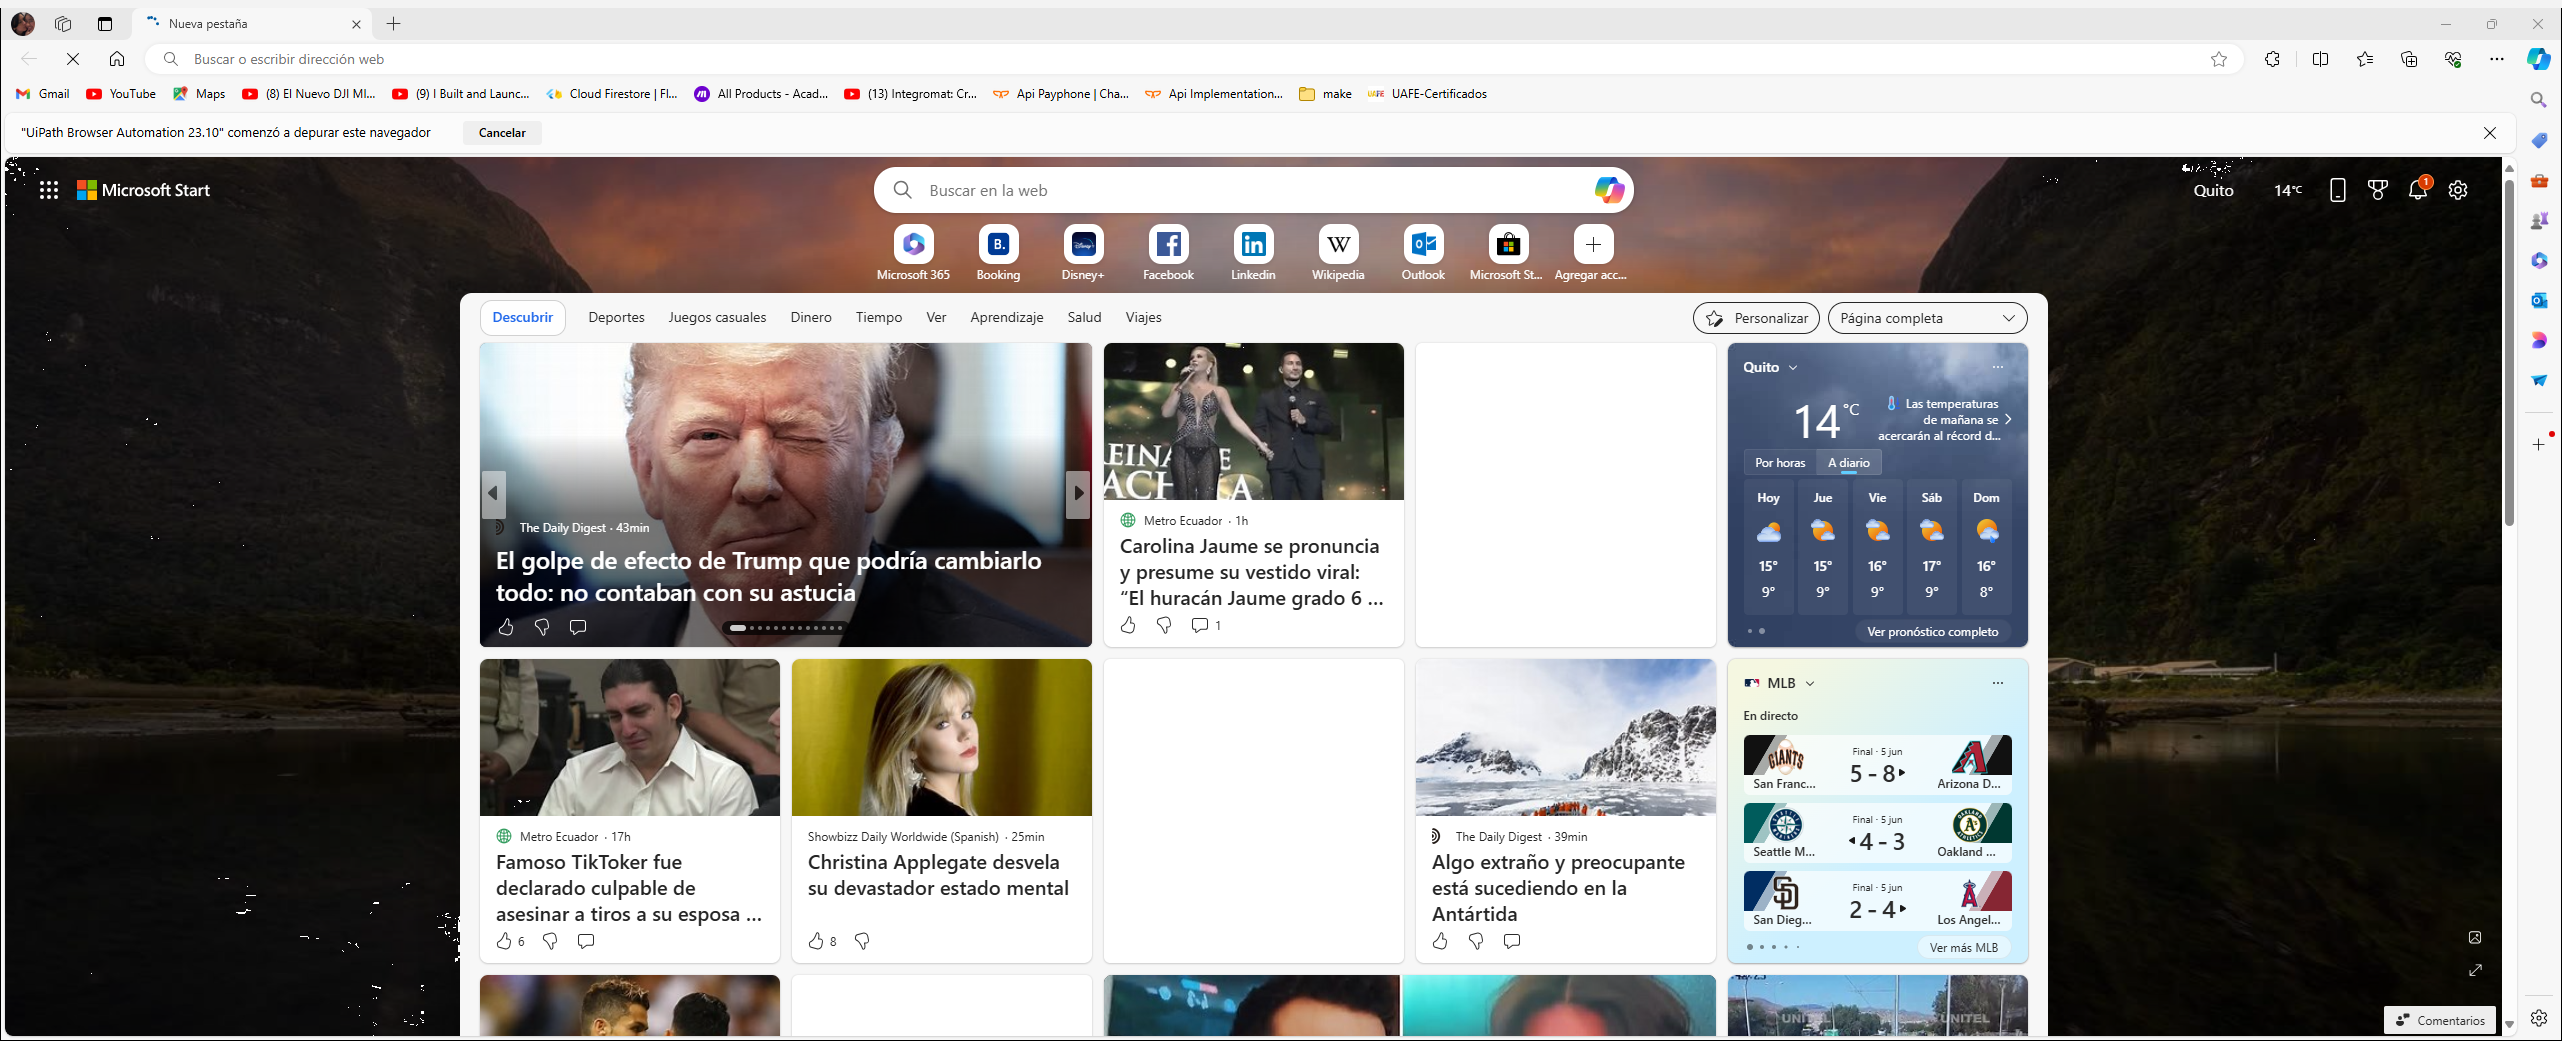 Nueva pestaña
Buscar o escribir dirección web
Gmail
YouTube
Maps
(8) El Nuevo DJI MI...
(9) I Built and Launc...
Cloud Firestore | Fl...
All Products - Acad...
(13) Integromat: Cr...
Api Payphone | Cha...
Api Implementation...
make
UAFE
UAFE-Certificados
"UiPath Browser Automation 23.10" comenzó a depurar este navegador
Cancelar
Microsoft Start
Buscar en la web
Quito
14°C
1
B.
Disney+
W
Microsoft 365
Booking
Disney+
Facebook
Linkedin
Wikipedia
Outlook
Microsoft St...
Agregar acc...
Descubrir
Deportes
Juegos casuales
Dinero
Tiempo
Ver
Aprendizaje
Salud
Viajes
Personalizar
Página completa
The Daily Digest · 43min
El golpe de efecto de Trump que podría cambiarlo
todo: no contaban con su astucia
Metro Ecuador · 1h
Carolina Jaume se pronuncia
y presume su vestido viral:
“El huracán Jaume grado 6 ...
1
Quito
14 °C
Las temperaturas
de mañana se
acercarán al récord d...
Por horas
A diario
Hoy
Jue
Vie
Sáb
Dom
15°
15°
16°
17°
16°
9°
9°
9°
9°
8°
Ver pronóstico completo
Metro Ecuador · 17h
Famoso TikToker fue
declarado culpable de
asesinar a tiros a su esposa ...
6
Showbizz Daily Worldwide (Spanish) · 25min
Christina Applegate desvela
su devastador estado mental
8
The Daily Digest · 39min
Algo extraño y preocupante
está sucediendo en la
Antártida
MLB
En directo
GIANTS
Final · 5 jun
5 - 8
San Franc...
Arizona D...
Final · 5 jun
4 - 3
Seattle M...
Oakland ...
SD
Final · 5 jun
2 - 4
San Dieg...
Los Angel...
Ver más MLB
UNITEL
UNITEL
Comentarios